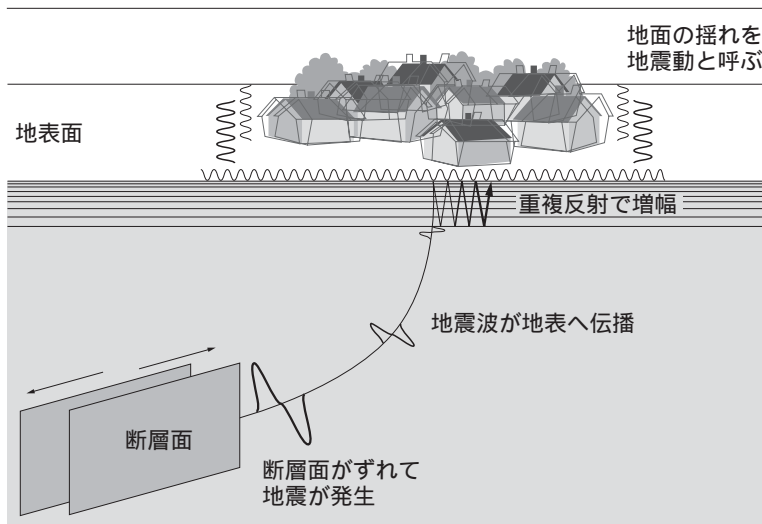 地面の揺れを
地震動と呼ぶ
地表面
重複反射で増幅
地震波が地表へ伝播
断層面
断層面がずれて
地震が発生